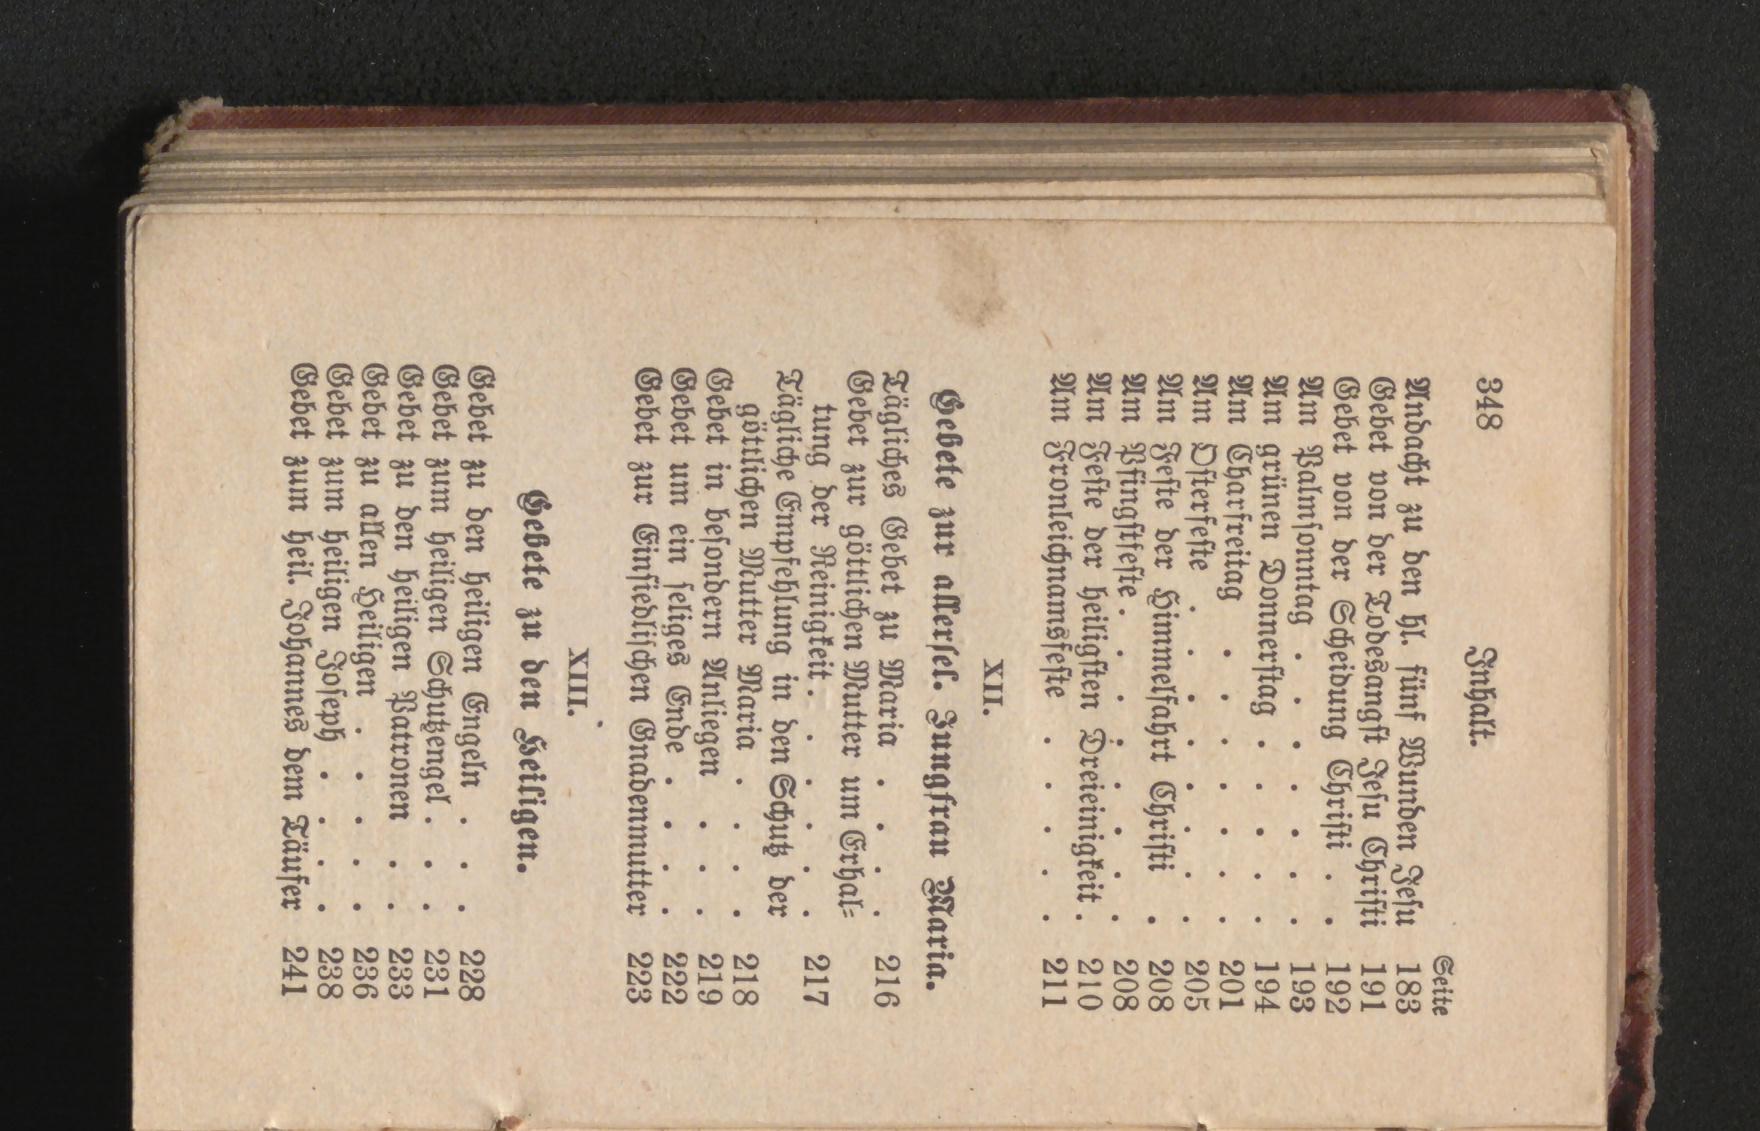 348 Inhalt.
Seite
Andacht zu den hl. fünf Wunden Jesu 183
Gebet von der Todesangst Jesu Christi 191
Gebet von der Scheidung Christi . . 192
Am Palmsonntag . . . . . . . 193
Am grünen Donnerstag . . . . . 194
Am Charfreitag . . . . . . . 201
Am Osterfeste . . . . . . . . 205
Am Feste der Himmelfahrt Christi . 208
Am Pfingstfeste . . . . . . . . 208
Am Feste der heiligsten Dreieinigkeit . 210
Am Fronleichnamsfeste . . . . . 211
XII.
Gebete zur allersel. Jungfrau Maria.
Tägliches Gebet zu Maria . . . . 216
Gebet zur göttlichen Mutter um Erhal-
tung der Reinigkeit . . . . . . 217
Tägliche Empfehlung in den Schutz der
göttlichen Mutter Maria . . . . 218
Gebet in besondern Anliegen . . . 219
Gebet um ein seliges Ende . . . . 222
Gebet zur Einsiedlischen Gnadenmutter 223
XIII.
Gebete zu den Heiligen.
Gebet zu den heiligen Engeln . . . 228
Gebet zum heiligen Schutzengel . . . 231
Gebet zu den heiligen Patronen . . 233
Gebet zu allen Heiligen . . . . . 236
Gebet zum heiligen Joseph . . . . 238
Gebet zum heil. Johannes dem Täufer 241